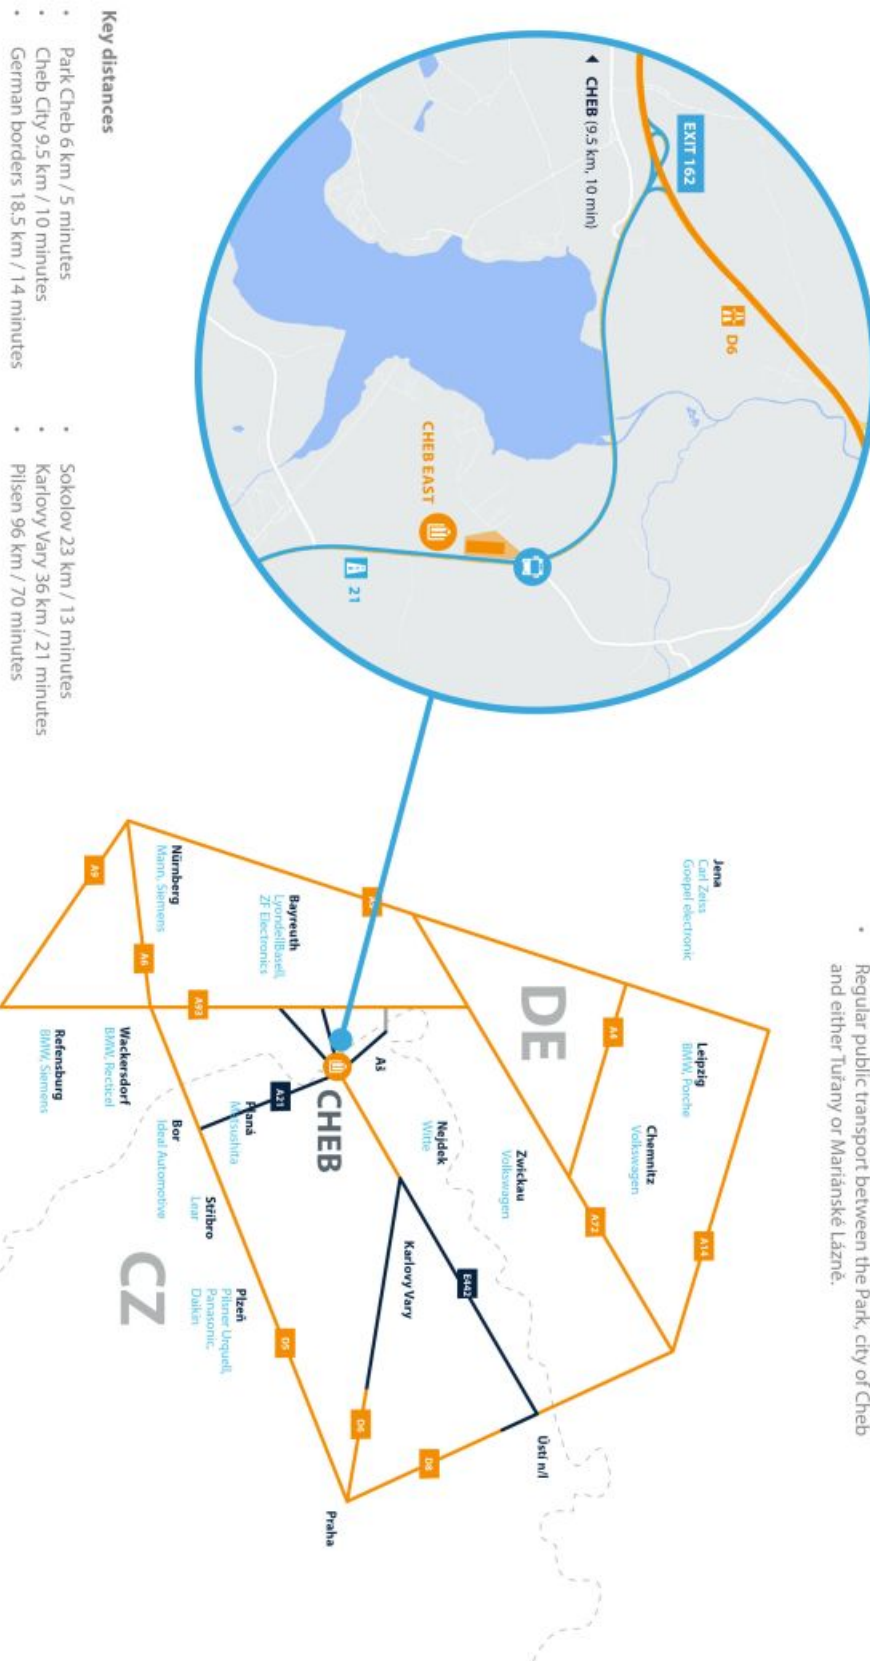 • Regular public transport between the Park, city of Cheb
and either Tuřany or Mariánské Lázně.
EXIT 162
D6
◀ CHEB (9.5 km, 10 min)
CHEB EAST
21
Key distances
• Park Cheb 6 km / 5 minutes
• Cheb City 9.5 km / 10 minutes
• German borders 18.5 km / 14 minutes
• Sokolov 23 km / 13 minutes
• Karlovy Vary 36 km / 21 minutes
• Pilsen 96 km / 70 minutes
Jena
Carl Zeiss
Goepel electronic
Leipzig
BMW, Porche
A14
Chemnitz
Volkswagen
A4
A72
DE
Zwickau
Volkswagen
Nejdek
Witte
E442
Ústí n/l
A9
Aš
Karlovy Vary
D8
Bayreuth
LyondellBasell,
ZF Electronics
CHEB
D6
Praha
A21
Planá
Matsushita
D5
Plzeň
Pilsner Urquell,
Panasonic,
Daikin
Stříbro
Lear
A93
Nürnberg
Mann, Siemens
Bor
Ideal Automotive
CZ
A6
Wackersdorf
BMW, Recticel
A9
Refensburg
BMW, Siemens